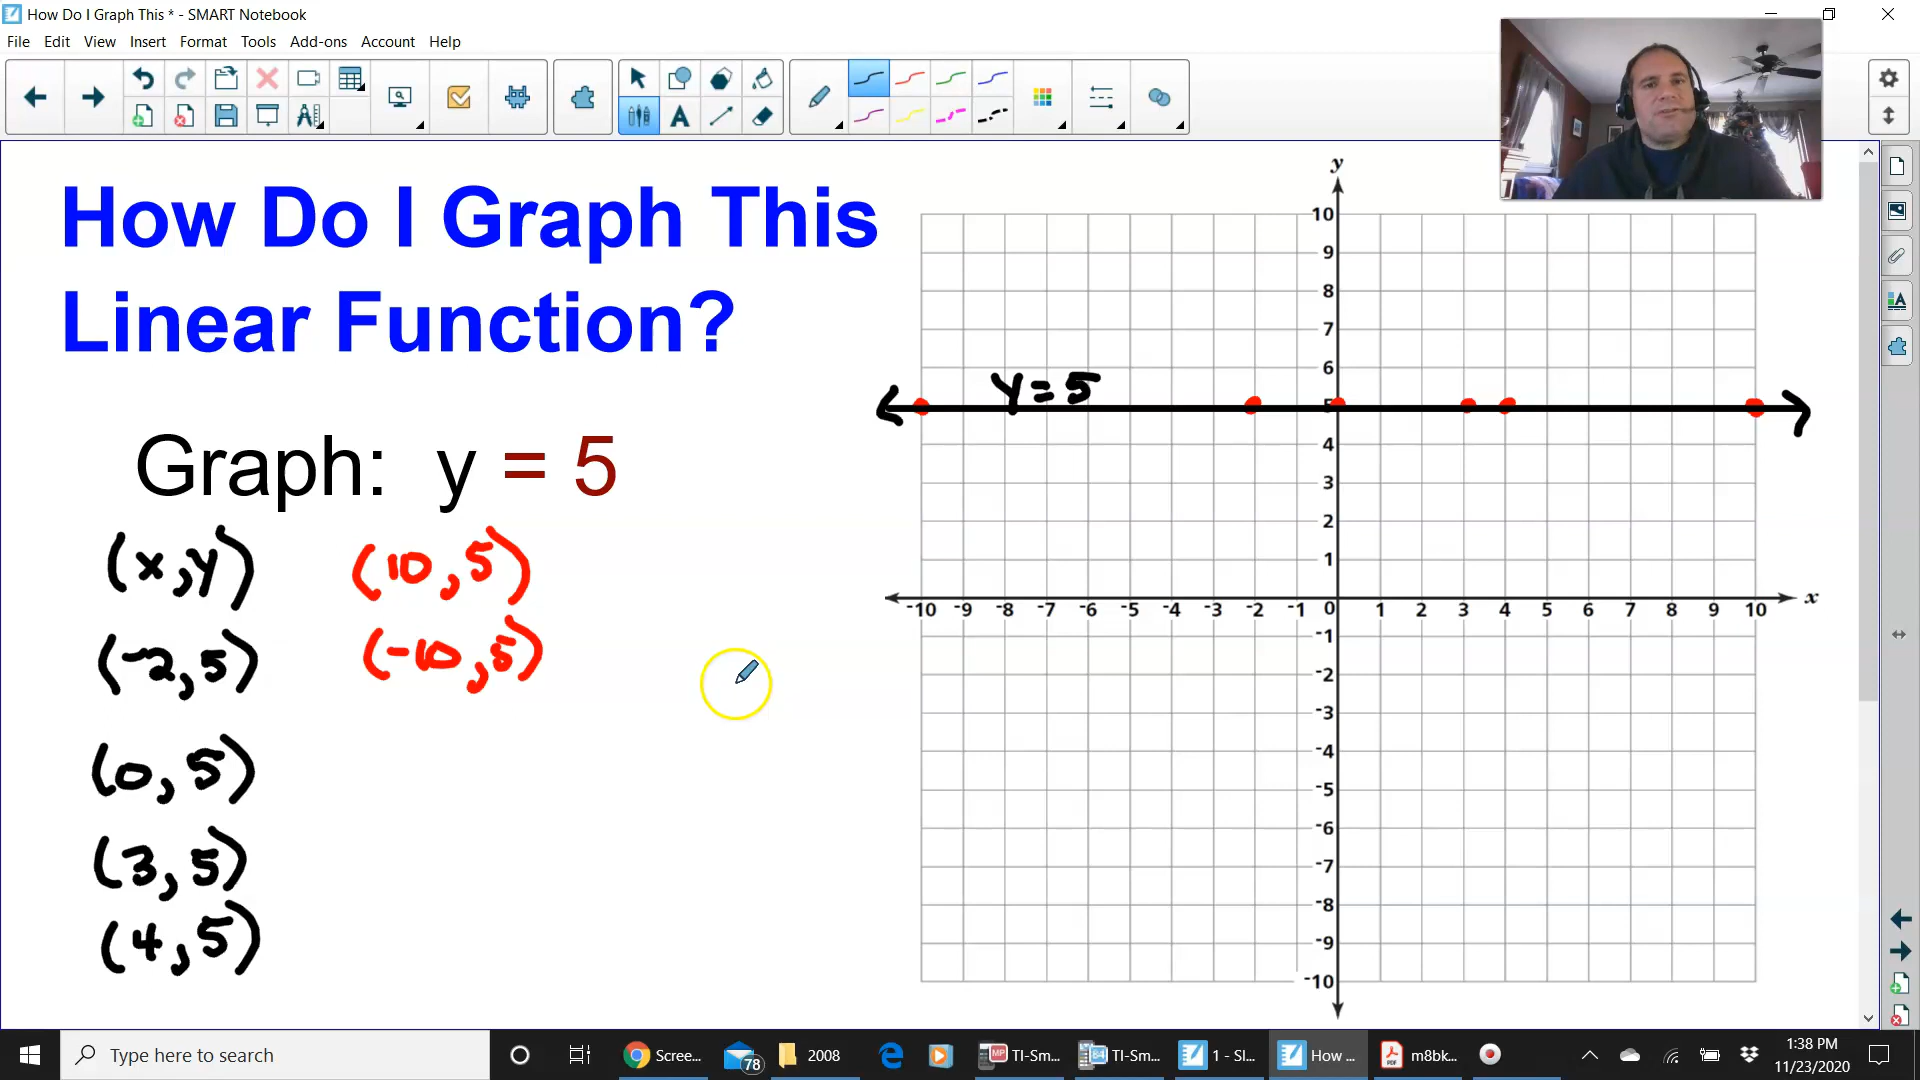 How Do I Graph This * - SMART Notebook
File Edit View Insert Format Tools Add-ons Account Help
How Do I Graph This
Linear Function?
Graph: y = 5
(x,y) (10,5)
(-2,5) (-10,5)
(0,5)
(3,5)
(4,5)
y
10
9
8
7
6
y=5
5
4
3
2
1
-10 -9 -8 -7 -6 -5 -4 -3 -2 -1 0 1 2 3 4 5 6 7 8 9 10 x
-1
-2
-3
-4
-5
-6
-7
-8
-9
-10
Type here to search
Scree...
78
2008
TI-Sm...
TI-Sm...
1 - Sl...
How ...
m8bk...
1:38 PM
11/23/2020